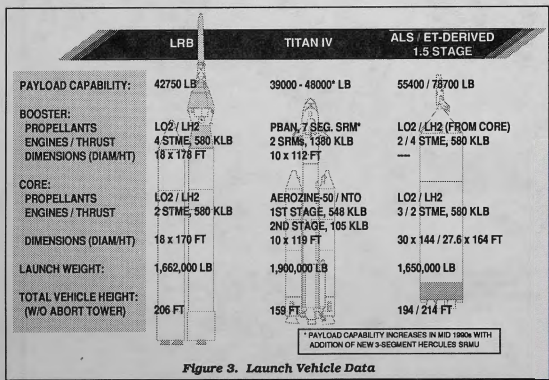 LRB TITAN IV ALS / ET-DERIVED
1.5 STAGE
PAYLOAD CAPABILITY: 42750 LB 39000 - 48000* LB 55400 / 78700 LB
BOOSTER:
PROPELLANTS LO2 / LH2 PBAN, 7 SEG. SRM* LO2 / LH2 (FROM CORE)
ENGINES / THRUST 4 STME, 580 KLB 2 SRMs, 1380 KLB 2 / 4 STME, 580 KLB
DIMENSIONS (DIAM/HT) 18 x 178 FT 10 x 112 FT ----
CORE:
PROPELLANTS LO2 / LH2 AEROZINE-50 / NTO LO2 / LH2
ENGINES / THRUST 2 STME, 580 KLB 1ST STAGE, 548 KLB 3 / 2 STME, 580 KLB
2ND STAGE, 105 KLB
DIMENSIONS (DIAM/HT) 18 x 170 FT 10 x 119 FT 30 x 144 / 27.6 x 164 FT
LAUNCH WEIGHT: 1,662,000 LB 1,900,000 LB 1,650,000 LB
TOTAL VEHICLE HEIGHT:
(W/O ABORT TOWER) 206 FT 159 FT 194 / 214 FT
* PAYLOAD CAPABILITY INCREASES IN MID 1990s WITH
ADDITION OF NEW 3-SEGMENT HERCULES SRMU
Figure 3. Launch Vehicle Data